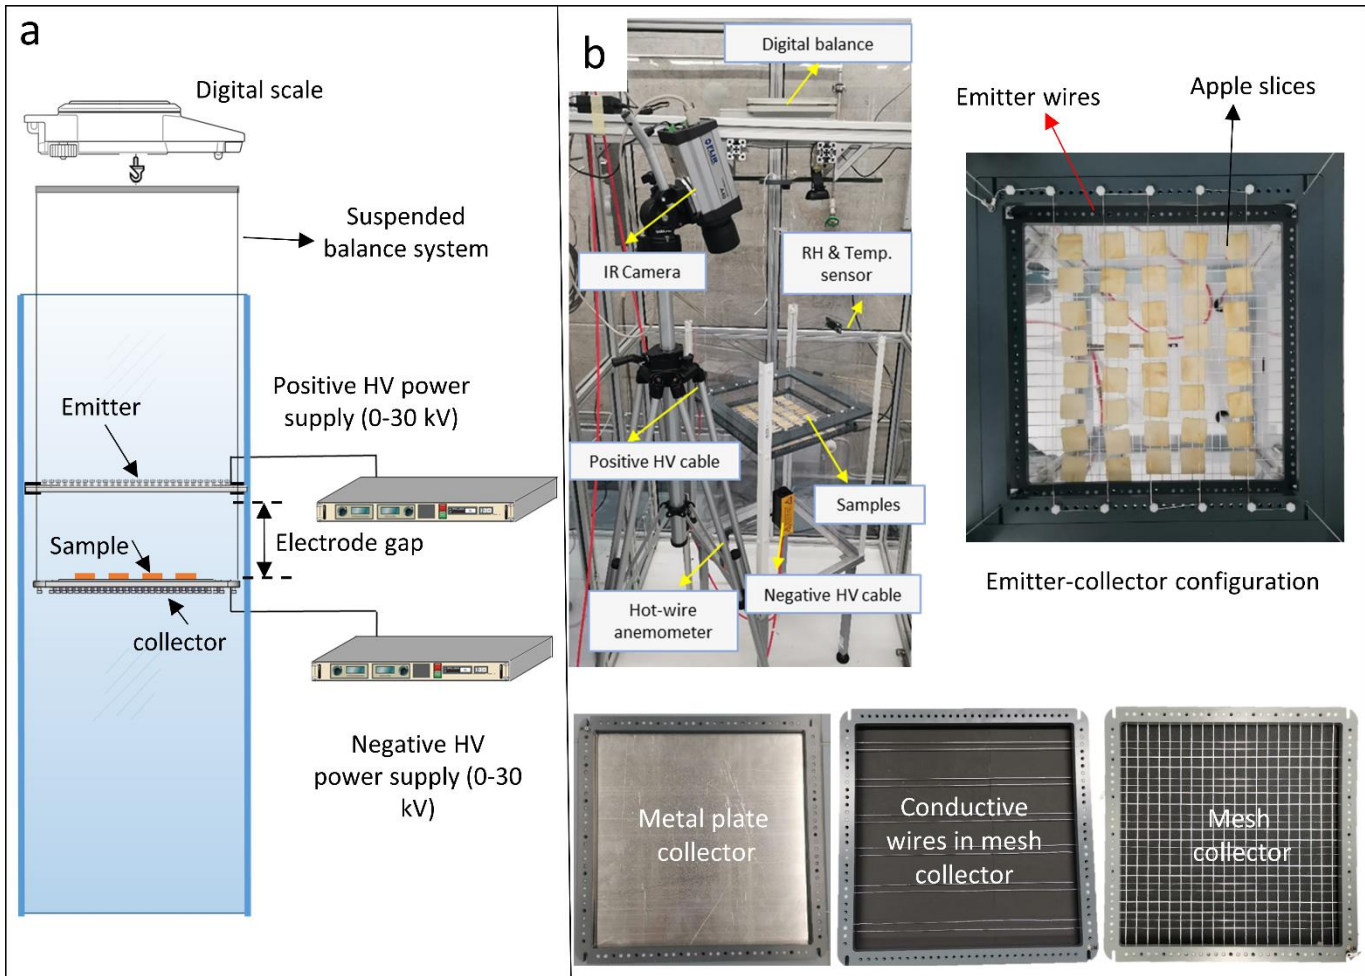 a
Digital scale
Suspended
balance system
Positive HV power
supply (0-30 kV)
Emitter
Electrode gap
Sample
collector
Negative HV
power supply (0-30
kV)
b
Digital balance
IR Camera
RH & Temp.
sensor
Positive HV cable
Samples
Hot-wire
anemometer
Negative HV cable
Emitter wires
Apple slices
Emitter-collector configuration
Metal plate
collector
Conductive
wires in mesh
collector
Mesh
collector